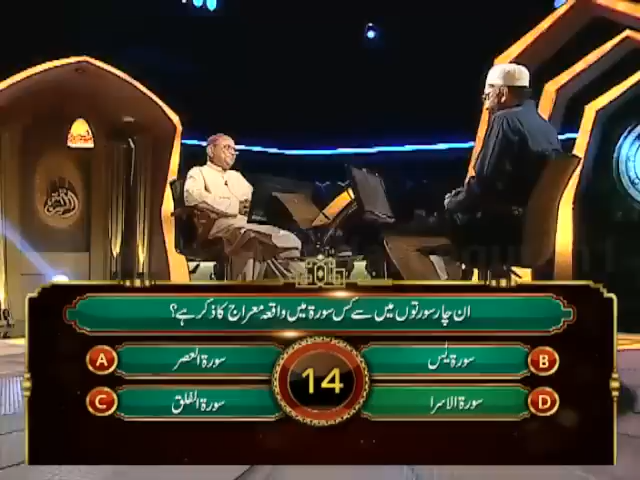 ان چار سورتوں میں سے کس سورۃ میں واقعہ معراج کا ذکر ہے؟
A سورۃ العصر
سورۃ یٰس B
14
C سورۃ الفلق
سورۃ الاسرا D